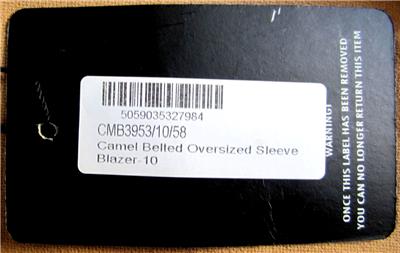 5059035327984
CMB3953/10/58
Camel Belted Oversized Sleeve
Blazer-10
WARNING!
ONCE THIS LABEL HAS BEEN REMOVED
YOU CAN NO LONGER RETURN THIS ITEM